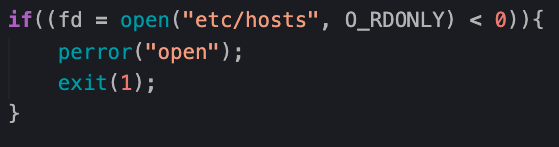 if((fd = open("etc/hosts", O_RDONLY) < 0)){
    perror("open");
    exit(1);
}